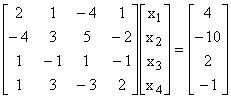 [2 1 -4 1] [x₁] [4]
[-4 3 5 -2] [x₂] = [-10]
[1 -1 1 -1] [x₃] [2]
[1 3 -3 2] [x₄] [-1]